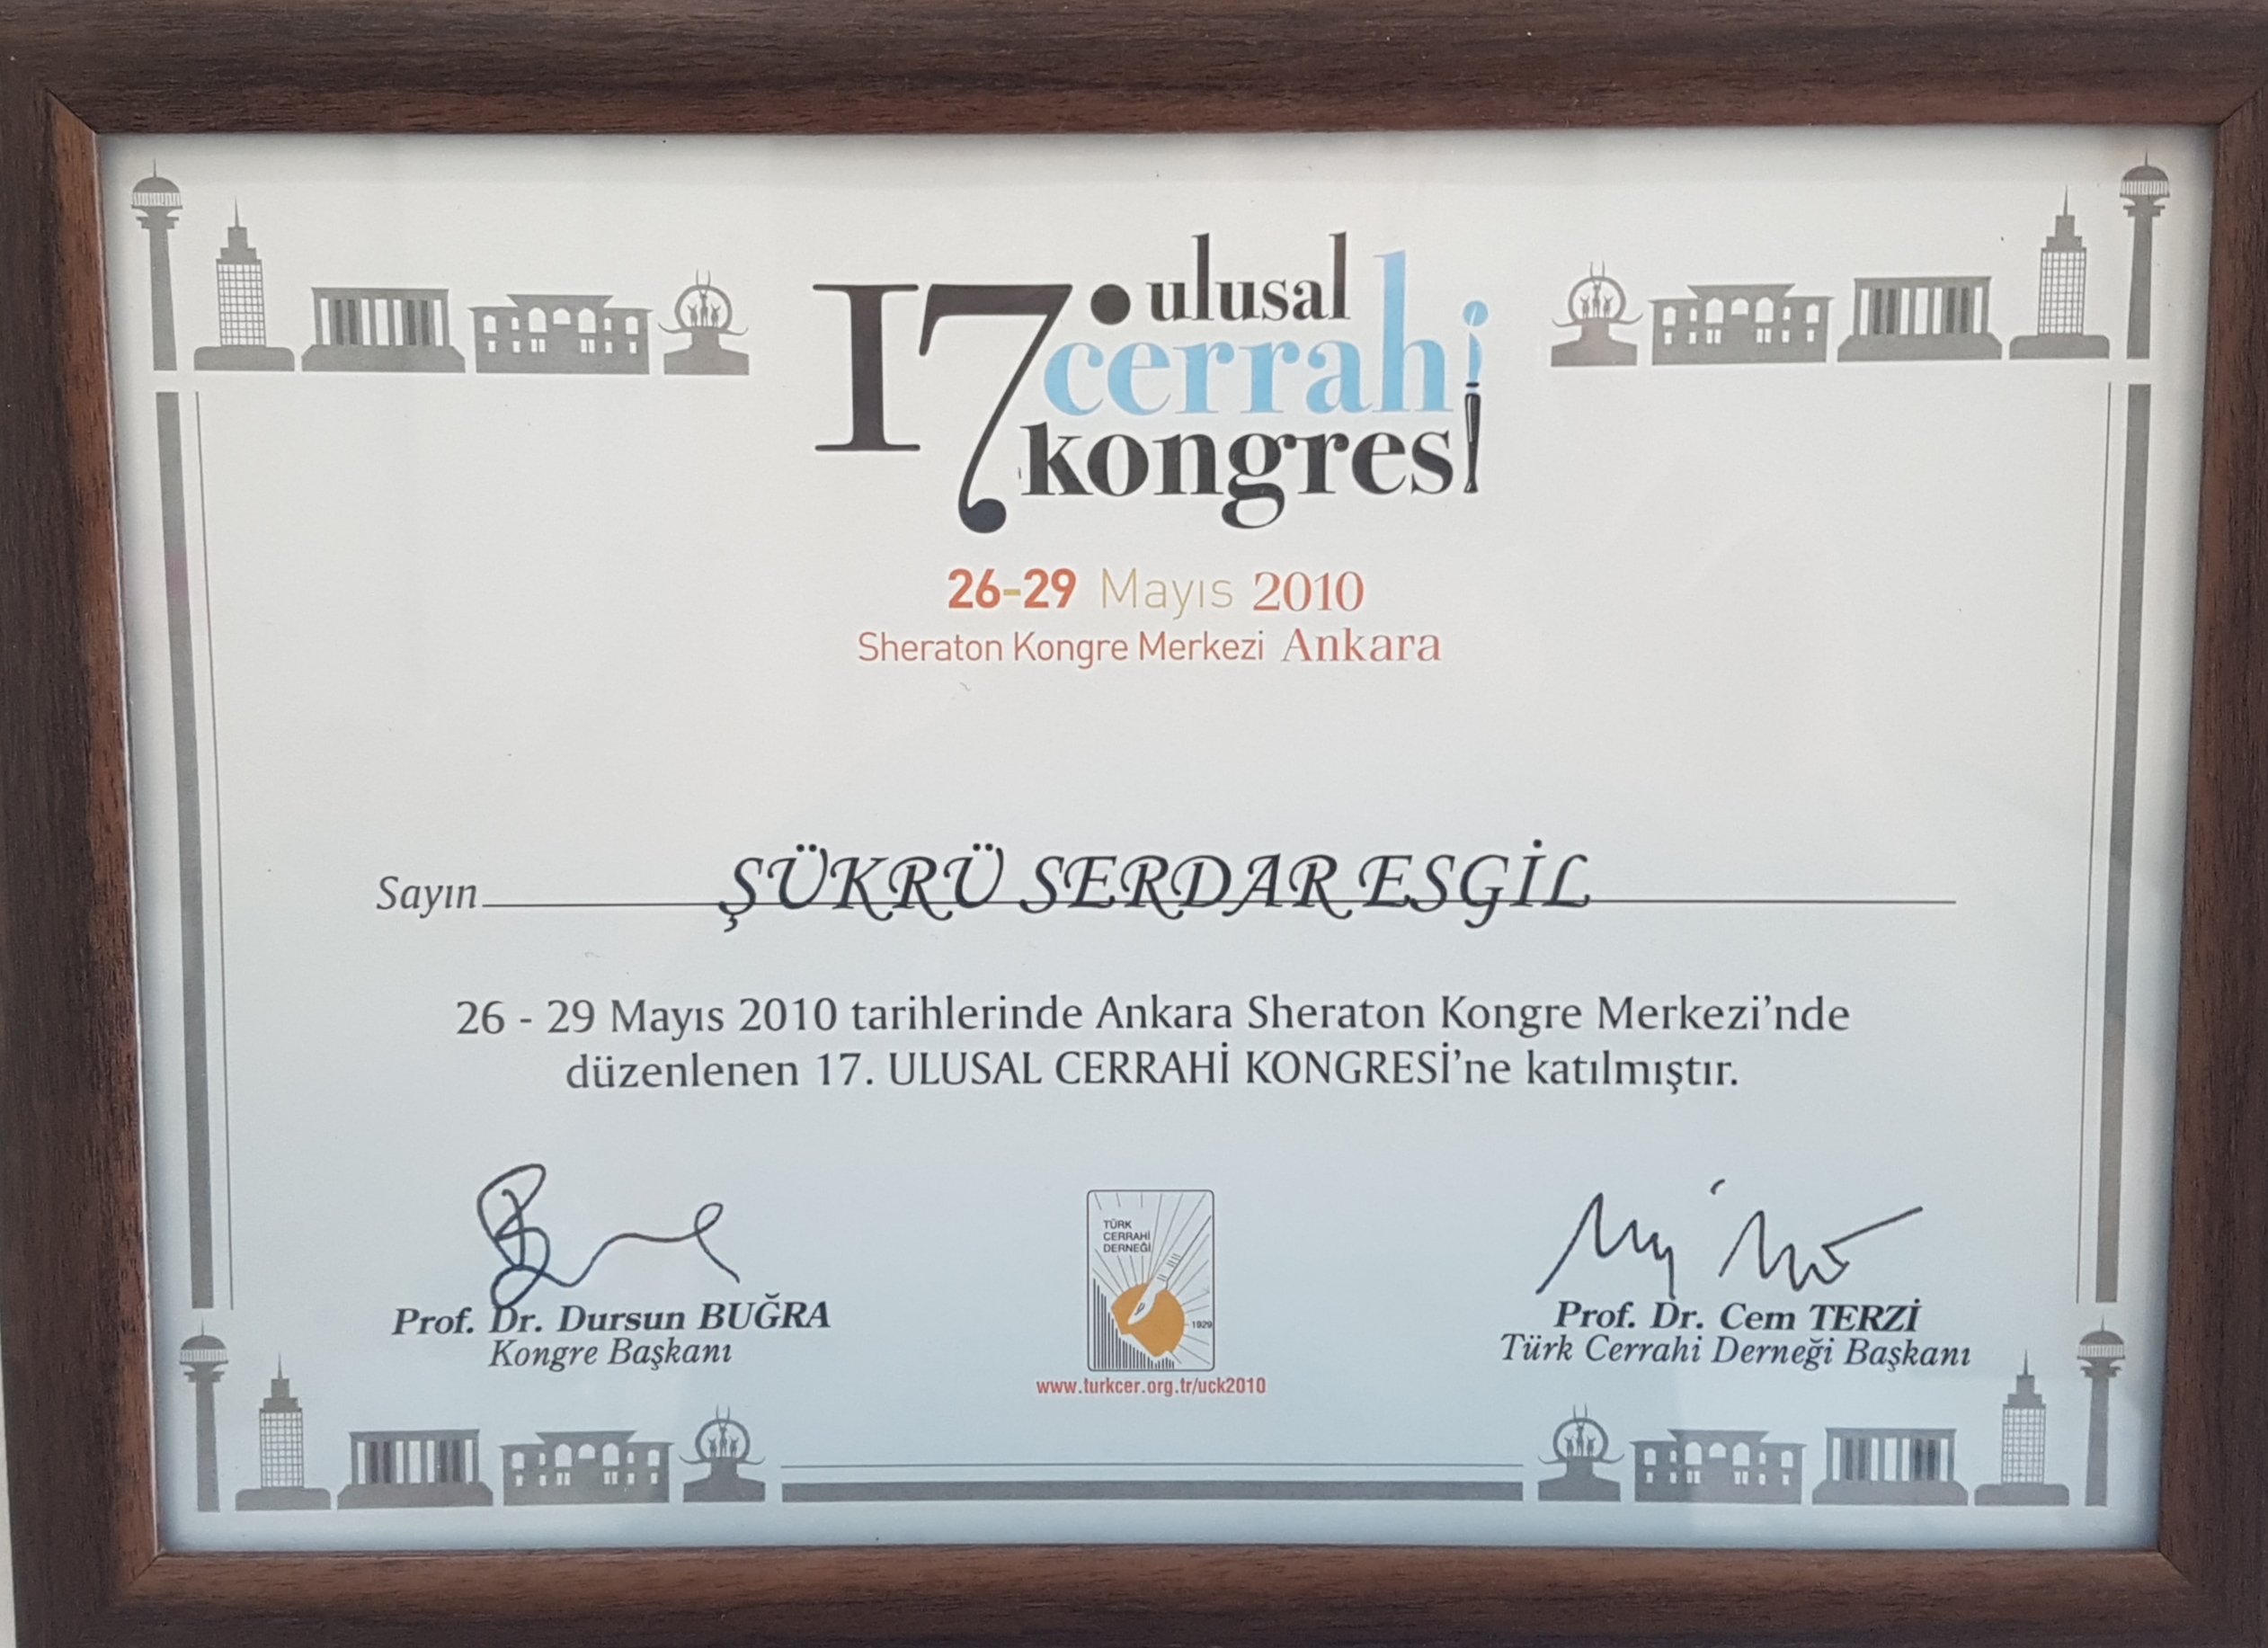 17. ulusal
cerrahi
kongresi
26-29 Mayıs 2010
Sheraton Kongre Merkezi Ankara
Sayın ŞÜKRÜ SERDAR ESGİL
26 - 29 Mayıs 2010 tarihlerinde Ankara Sheraton Kongre Merkezi'nde
düzenlenen 17. ULUSAL CERRAHİ KONGRESİ'ne katılmıştır.
Prof. Dr. Dursun BUĞRA
Kongre Başkanı
TÜRK
CERRAHİ
DERNEĞİ
1929
www.turkcer.org.tr/uck2010
Prof. Dr. Cem TERZİ
Türk Cerrahi Derneği Başkanı